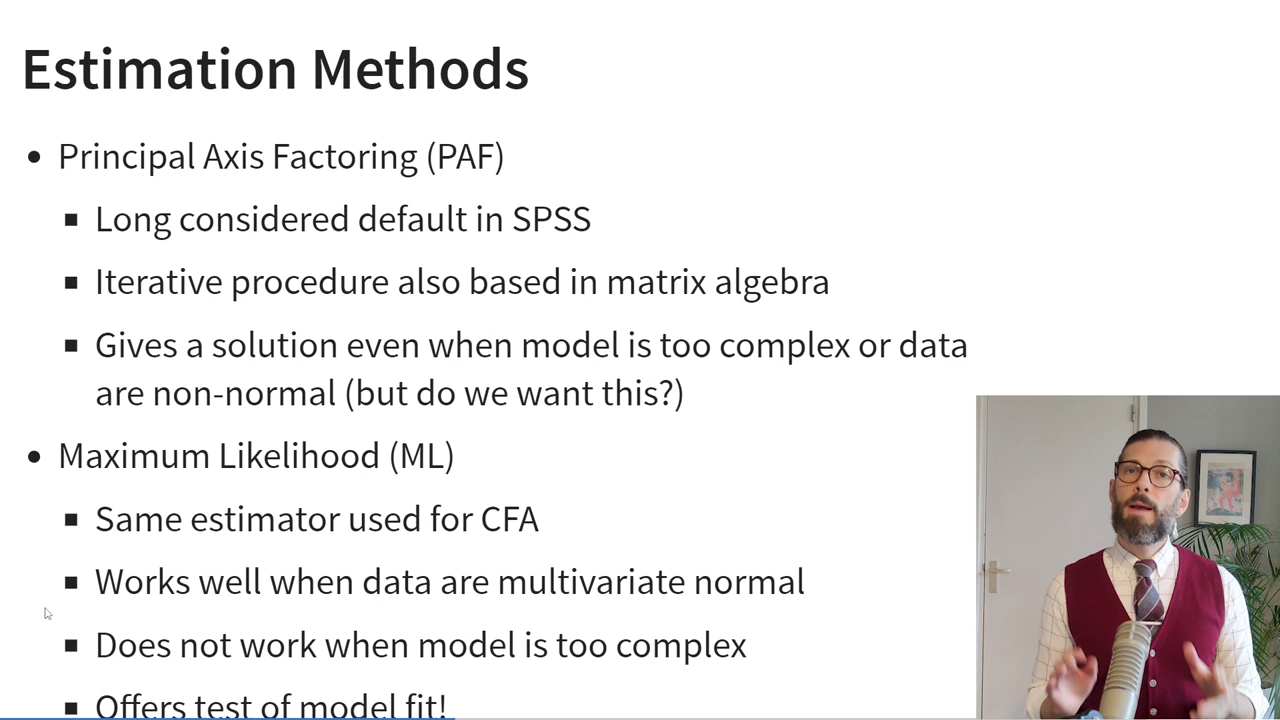 Estimation Methods
• Principal Axis Factoring (PAF)
▪ Long considered default in SPSS
▪ Iterative procedure also based in matrix algebra
▪ Gives a solution even when model is too complex or data
are non-normal (but do we want this?)
• Maximum Likelihood (ML)
▪ Same estimator used for CFA
▪ Works well when data are multivariate normal
▪ Does not work when model is too complex
▪ Offers test of model fit!